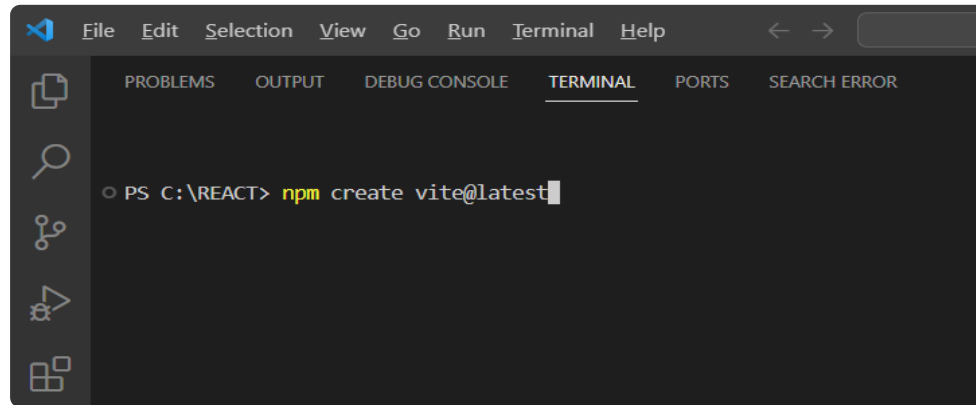 File Edit Selection View Go Run Terminal Help
PROBLEMS OUTPUT DEBUG CONSOLE TERMINAL PORTS SEARCH ERROR
PS C:\REACT> npm create vite@latest